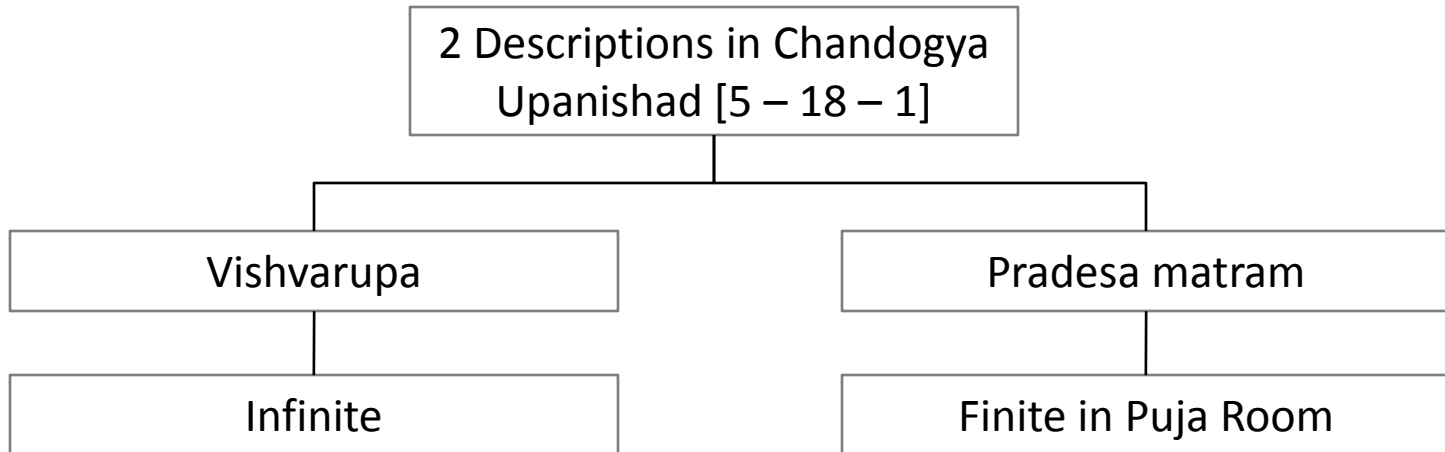 2 Descriptions in Chandogya
Upanishad [5 – 18 – 1]
Vishvarupa
Pradesa matram
Infinite
Finite in Puja Room